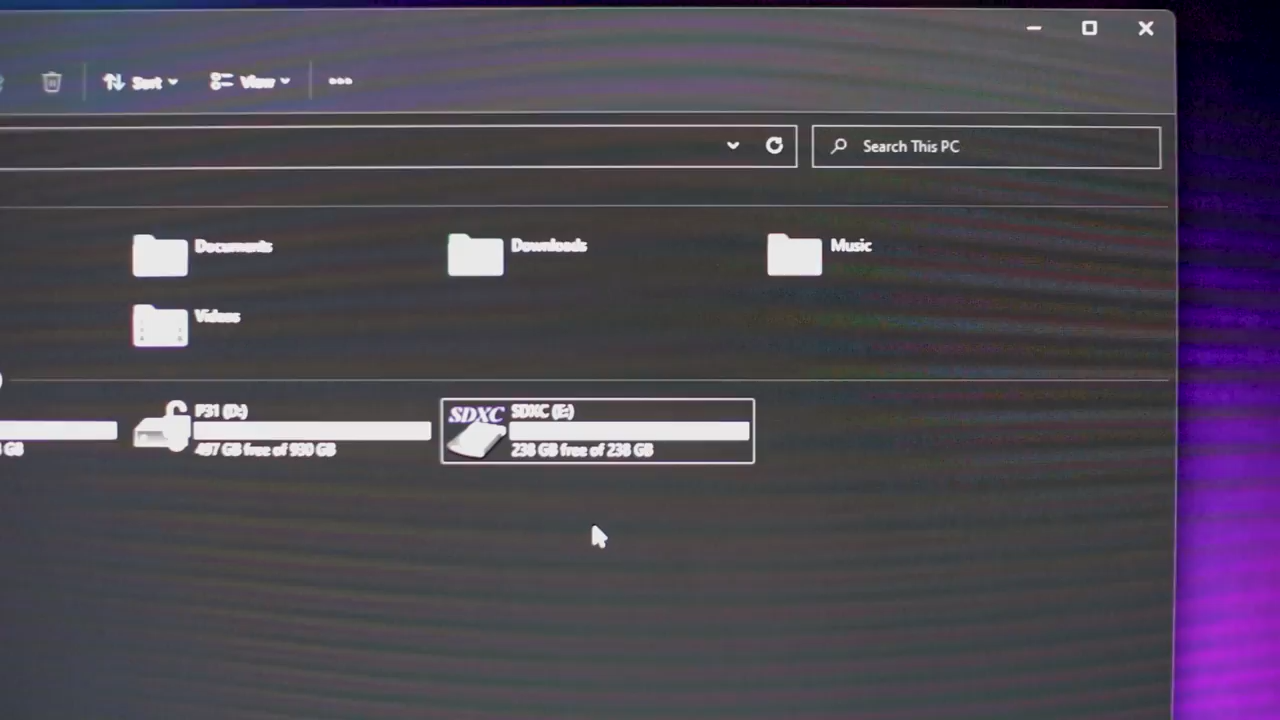 Sort View
Search This PC
Documents Downloads Music
Videos
P31 (D:) SDXC SDXC (E:)
GB 497 GB free of 930 GB 238 GB free of 238 GB